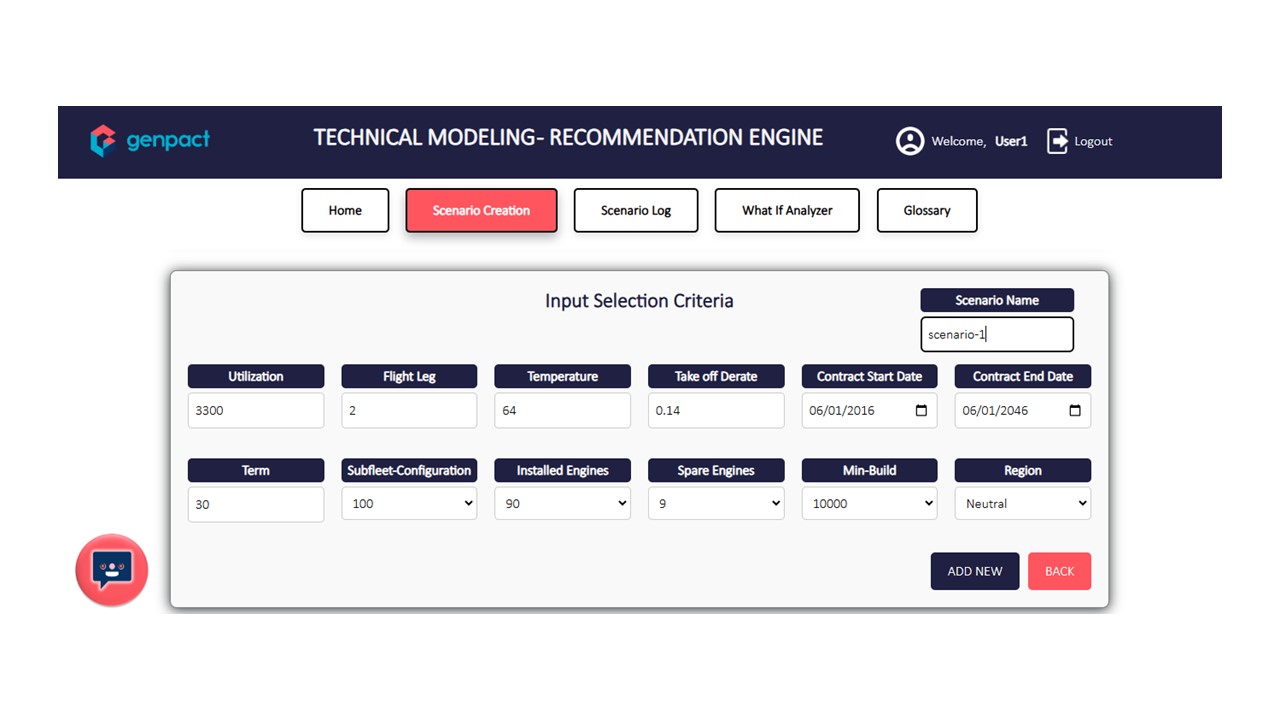 genpact
TECHNICAL MODELING- RECOMMENDATION ENGINE
Welcome, User1
Logout
Home
Scenario Creation
Scenario Log
What If Analyzer
Glossary
Input Selection Criteria
Scenario Name
scenario-1
Utilization
Flight Leg
Temperature
Take off Derate
Contract Start Date
Contract End Date
3300
2
64
0.14
06/01/2016
06/01/2046
Term
Subfleet-Configuration
Installed Engines
Spare Engines
Min-Build
Region
30
100
90
9
10000
Neutral
ADD NEW
BACK